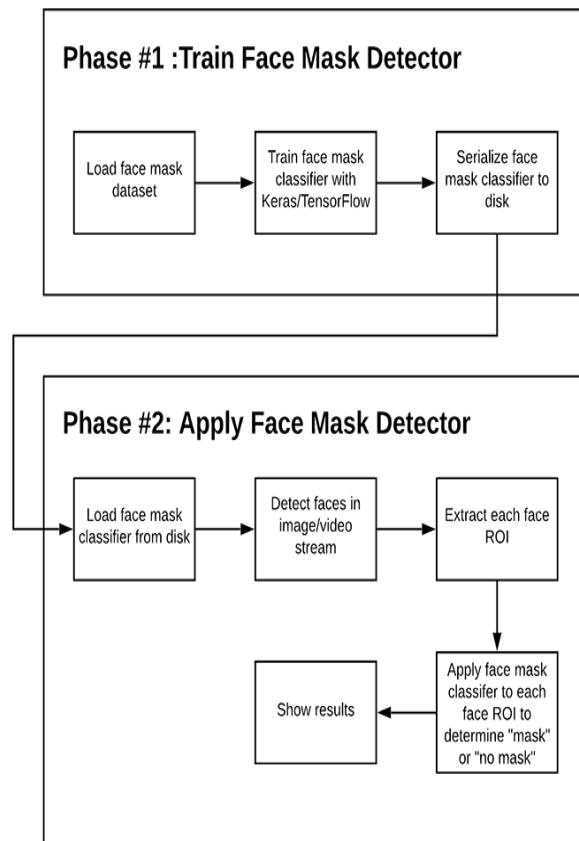 Phase #1 :Train Face Mask Detector
Load face mask
dataset
Train face mask
classifier with
Keras/TensorFlow
Serialize face
mask classifier to
disk
Phase #2: Apply Face Mask Detector
Load face mask
classifier from disk
Detect faces in
image/video
stream
Extract each face
ROI
Apply face mask
classifer to each
face ROI to
determine "mask"
or "no mask"
Show results